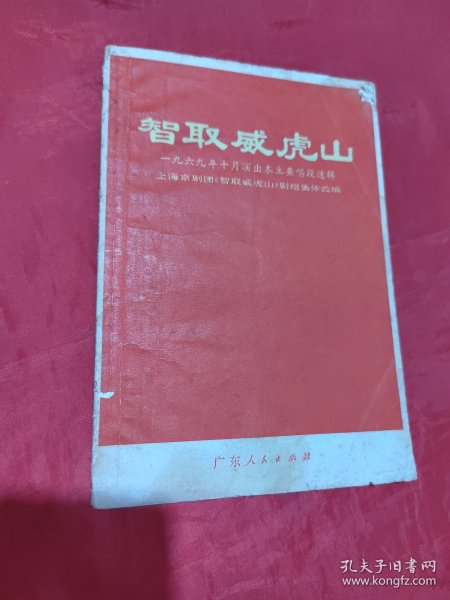 智取威虎山
一九六九年十月演出本主要唱段选辑
上海京剧团《智取威虎山》剧组集体改编
广东人民出版社
孔夫子旧书网
www.kongfz.com